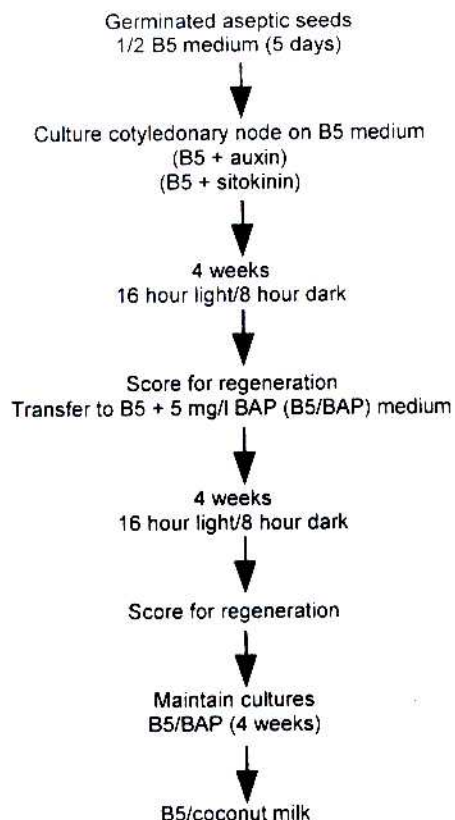 Germinated aseptic seeds
1/2 B5 medium (5 days)
Culture cotyledonary node on B5 medium
(B5 + auxin)
(B5 + sitokinin)
4 weeks
16 hour light/8 hour dark
Score for regeneration
Transfer to B5 + 5 mg/l BAP (B5/BAP) medium
4 weeks
16 hour light/8 hour dark
Score for regeneration
Maintain cultures
B5/BAP (4 weeks)
B5/coconut milk